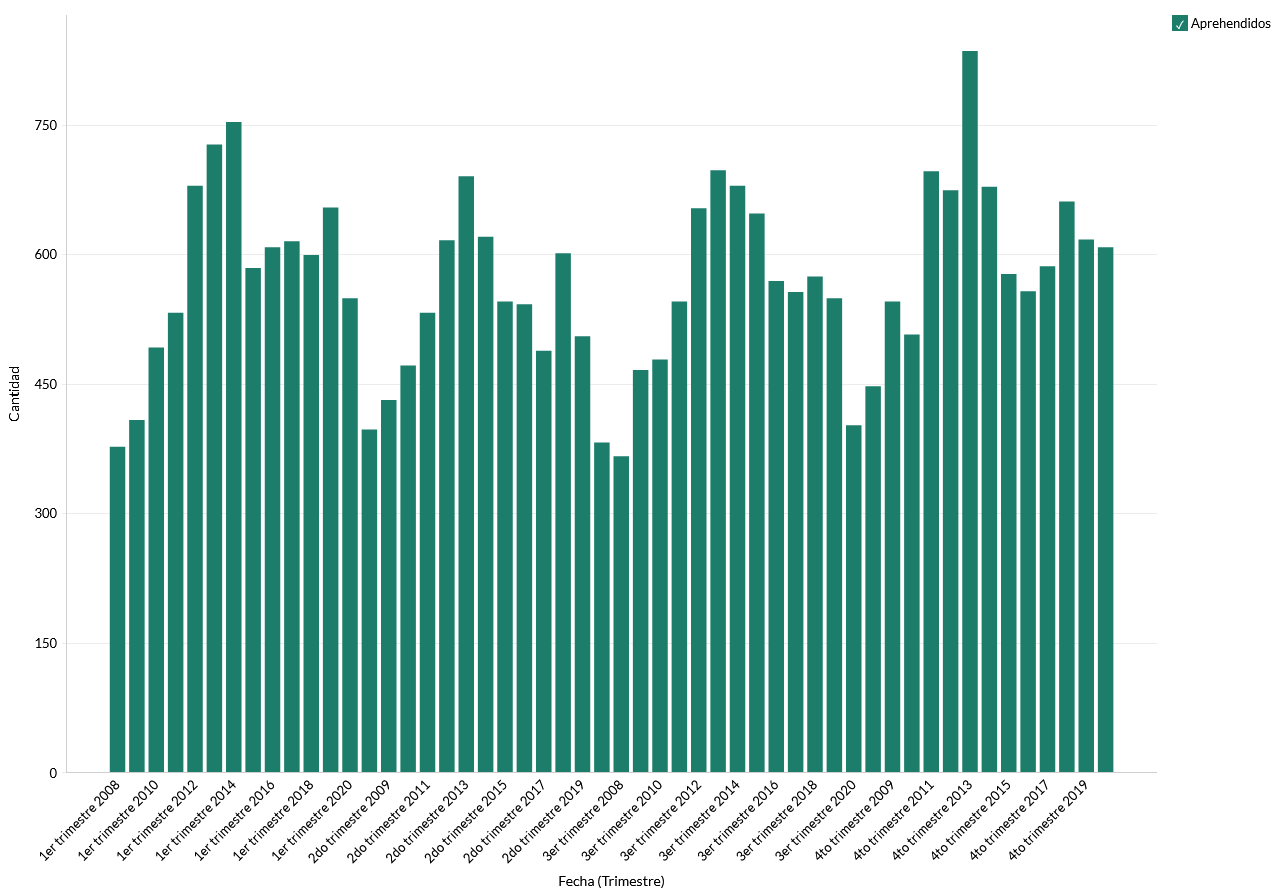 Aprehendidos
Cantidad
750
600
450
300
150
0
1er trimestre 2008
1er trimestre 2010
1er trimestre 2012
1er trimestre 2014
1er trimestre 2016
1er trimestre 2018
1er trimestre 2020
2do trimestre 2009
2do trimestre 2011
2do trimestre 2013
2do trimestre 2015
2do trimestre 2017
2do trimestre 2019
3er trimestre 2008
3er trimestre 2010
3er trimestre 2012
3er trimestre 2014
3er trimestre 2016
3er trimestre 2018
3er trimestre 2020
4to trimestre 2009
4to trimestre 2011
4to trimestre 2013
4to trimestre 2015
4to trimestre 2017
4to trimestre 2019
Fecha (Trimestre)